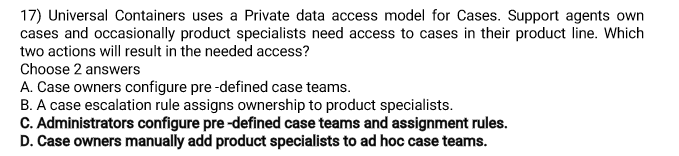 17) Universal Containers uses a Private data access model for Cases. Support agents own
cases and occasionally product specialists need access to cases in their product line. Which
two actions will result in the needed access?
Choose 2 answers
A. Case owners configure pre -defined case teams.
B. A case escalation rule assigns ownership to product specialists.
C. Administrators configure pre -defined case teams and assignment rules.
D. Case owners manually add product specialists to ad hoc case teams.